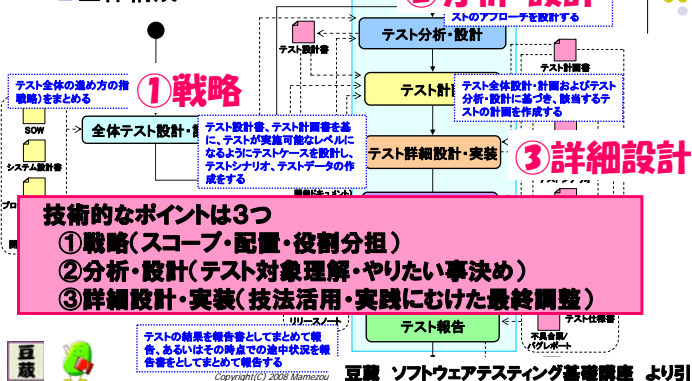 ストのアプローチを設計する
テスト分析・設計
テスト設計書
テスト計画書
テスト全体の進め方の指
戦略)をまとめる
①戦略
テスト計
テスト全体設計・計画およびテスト
分析・設計に基づき、該当するテ
ストの計画を作成する
SOW
全体テスト設計・
テスト設計書、テスト計画書を基
に、テストが実施可能なレベルに
なるようにテストケースを設計し、
テストシナリオ、テストデータの作
成をする
テスト詳細設計・実装
③詳細設計
システム設計書
技術的なポイントは3つ
①戦略(スコープ・配置・役割分担)
②分析・設計(テスト対象理解・やりたい事決め)
③詳細設計・実装(技法活用・実践にむけた最終調整)
リリースノート
テスト仕様書
テスト報告
テストの結果を報告書としてまとめて報
告、あるいはその時点での途中状況を報
告書としてまとめて報告する
不具合票/
バグレポート
豆蔵
Copyright(C) 2008 Mamezou
豆蔵 ソフトウェアテスティング基礎講座 より引